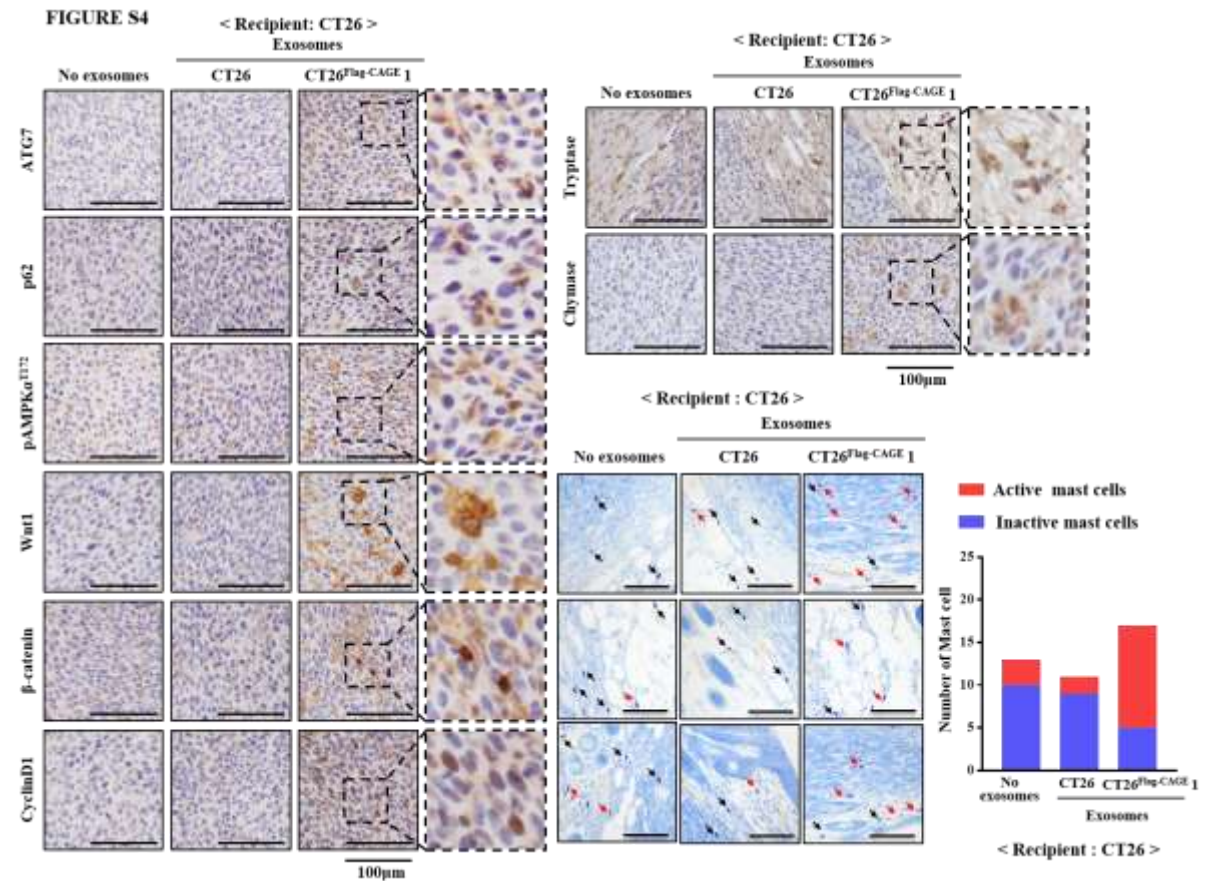 FIGURE S4
< Recipient: CT26 >
Exosomes
No exosomes CT26 CT26Flag-CAGE 1
ATG7
p62
pAMPKαT172
Wnt1
β-catenin
CyclinD1
100μm
< Recipient: CT26 >
Exosomes
No exosomes CT26 CT26Flag-CAGE 1
Tryptase
Chymase
100μm
< Recipient : CT26 >
Exosomes
No exosomes CT26 CT26Flag-CAGE 1
Active mast cells
Inactive mast cells
Number of Mast cell
25
20
15
10
5
0
No exosomes CT26 CT26Flag-CAGE 1
Exosomes
< Recipient : CT26 >